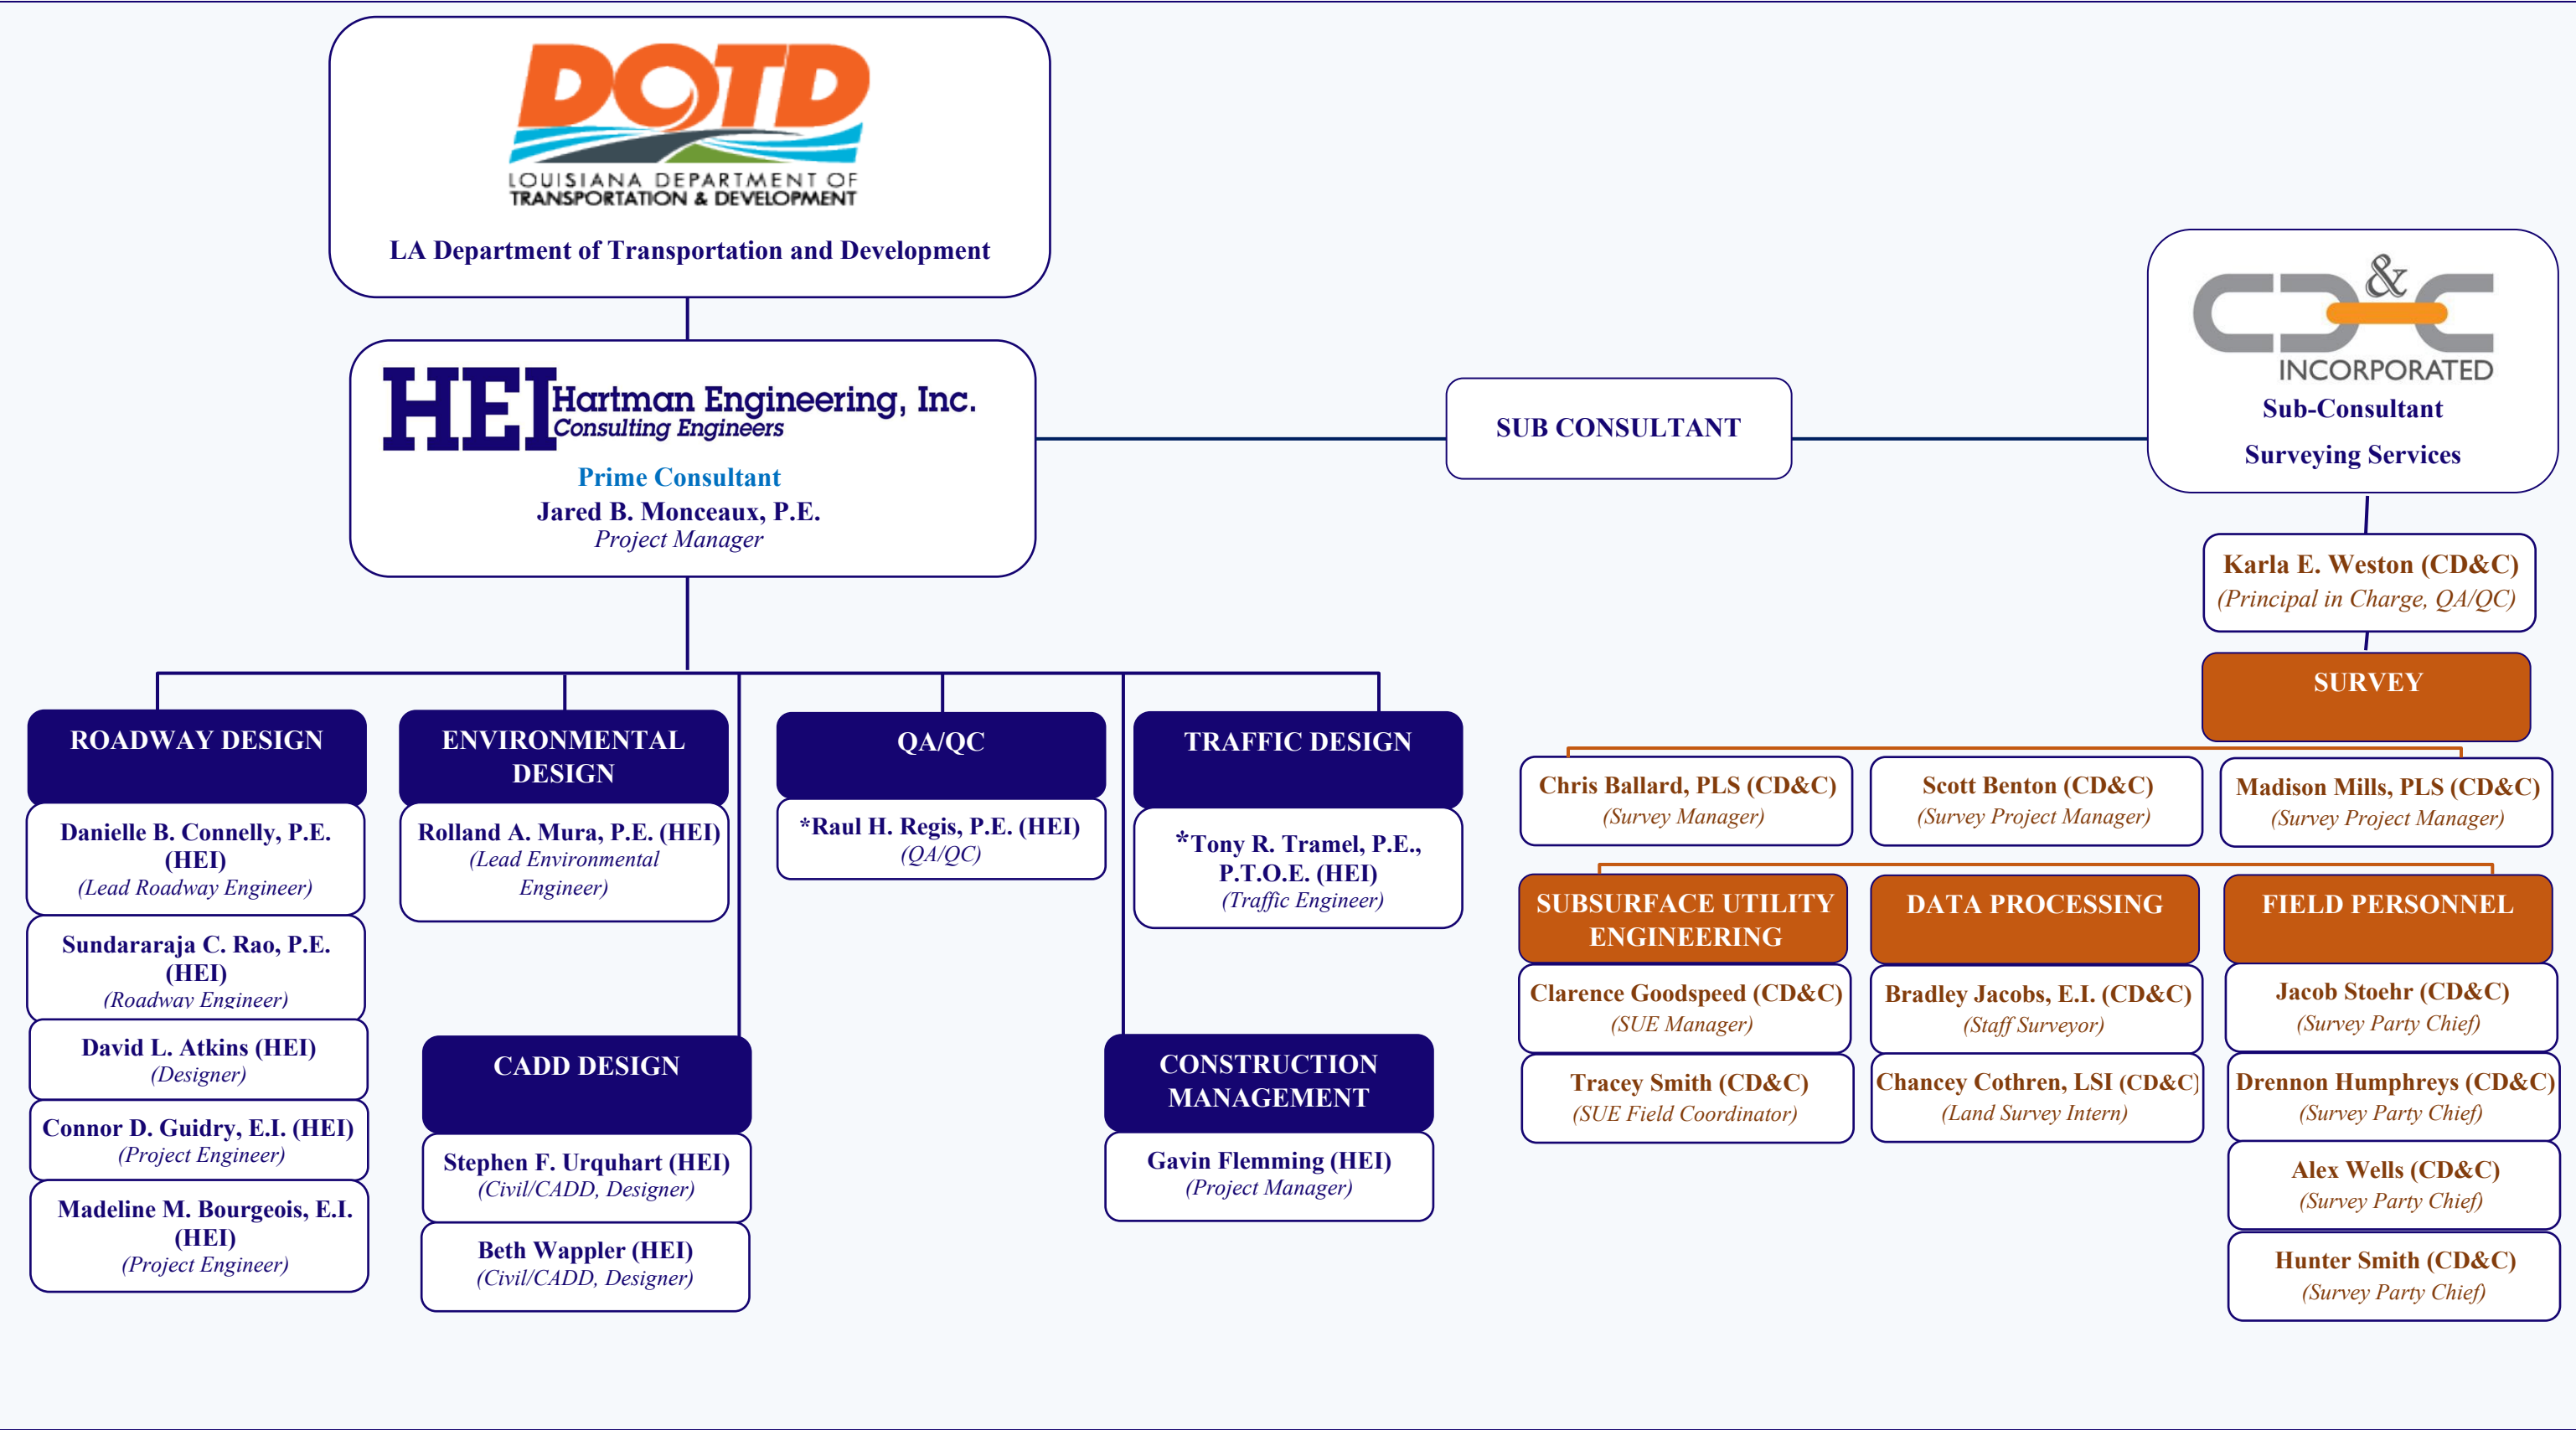 DOTD
LOUISIANA DEPARTMENT OF
TRANSPORTATION & DEVELOPMENT
LA Department of Transportation and Development
HEI Hartman Engineering, Inc.
Consulting Engineers
Prime Consultant
Jared B. Monceaux, P.E.
Project Manager
SUB CONSULTANT
CD&C
INCORPORATED
Sub-Consultant
Surveying Services
Karla E. Weston (CD&C)
(Principal in Charge, QA/QC)
SURVEY
ROADWAY DESIGN
Danielle B. Connelly, P.E.
(HEI)
(Lead Roadway Engineer)
Sundararaja C. Rao, P.E.
(HEI)
(Roadway Engineer)
David L. Atkins (HEI)
(Designer)
Connor D. Guidry, E.I. (HEI)
(Project Engineer)
Madeline M. Bourgeois, E.I.
(HEI)
(Project Engineer)
ENVIRONMENTAL
DESIGN
Rolland A. Mura, P.E. (HEI)
(Lead Environmental
Engineer)
CADD DESIGN
Stephen F. Urquhart (HEI)
(Civil/CADD, Designer)
Beth Wappler (HEI)
(Civil/CADD, Designer)
QA/QC
*Raul H. Regis, P.E. (HEI)
(QA/QC)
TRAFFIC DESIGN
*Tony R. Tramel, P.E.,
P.T.O.E. (HEI)
(Traffic Engineer)
CONSTRUCTION
MANAGEMENT
Gavin Flemming (HEI)
(Project Manager)
Chris Ballard, PLS (CD&C)
(Survey Manager)
Scott Benton (CD&C)
(Survey Project Manager)
Madison Mills, PLS (CD&C)
(Survey Project Manager)
SUBSURFACE UTILITY
ENGINEERING
Clarence Goodspeed (CD&C)
(SUE Manager)
Tracey Smith (CD&C)
(SUE Field Coordinator)
DATA PROCESSING
Bradley Jacobs, E.I. (CD&C)
(Staff Surveyor)
Chancey Cothren, LSI (CD&C)
(Land Survey Intern)
FIELD PERSONNEL
Jacob Stoehr (CD&C)
(Survey Party Chief)
Drennon Humphreys (CD&C)
(Survey Party Chief)
Alex Wells (CD&C)
(Survey Party Chief)
Hunter Smith (CD&C)
(Survey Party Chief)